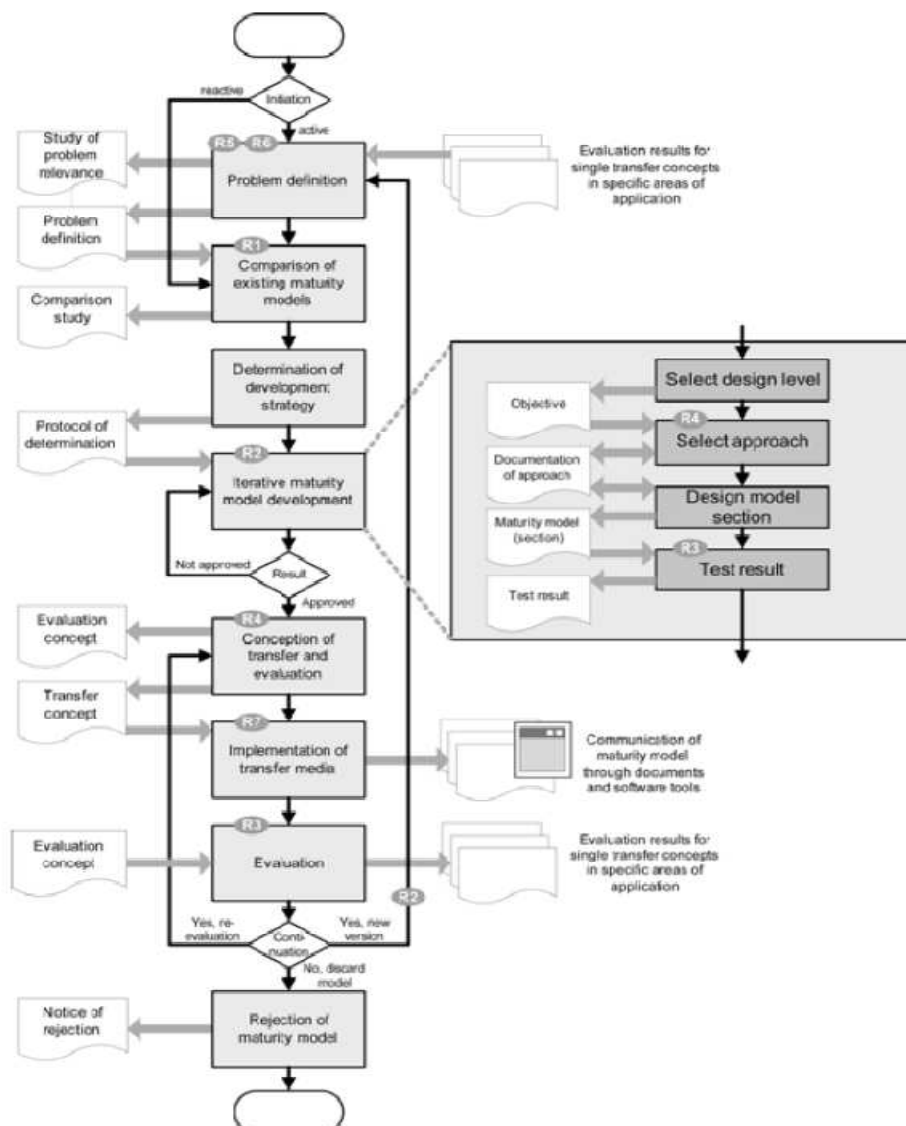 reactive
Initiation
active
Study of
problem
relevance
R5
R6
Problem definition
Evaluation results for
single transfer concepts
in specific areas of
application
Problem
definition
R1
Comparison of
existing maturity
models
Comparison
study
Determination of
development
strategy
Protocol of
determination
R2
Iterative maturity
model development
Not approved
Result
Approved
Select design level
Objective
R4
Select approach
Documentation
of approach
Design model
section
Maturity model
(section)
R3
Test result
Test result
Evaluation
concept
R4
Conception of
transfer and
evaluation
Transfer
concept
R7
Implementation of
transfer media
Communication of
maturity model
through documents
and software tools
R3
Evaluation
concept
Evaluation
Evaluation results for
single transfer concepts
in specific areas of
application
R2
Yes, re-
evaluation
Conti-
nuation
Yes, new
version
No, discard
model
Notice of
rejection
Rejection of
maturity model